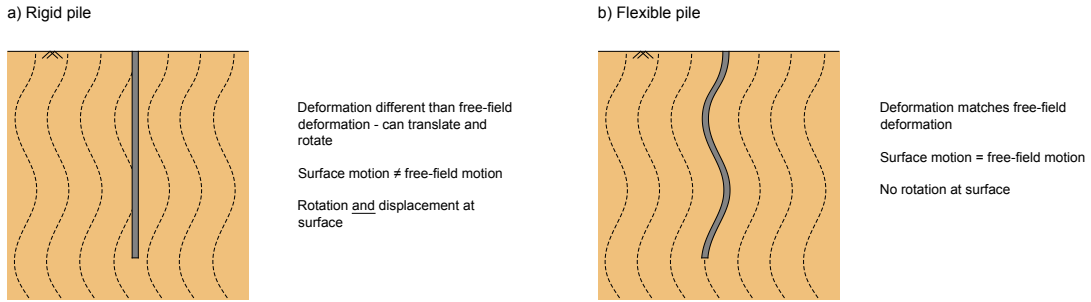 a) Rigid pile
Deformation different than free-field
deformation - can translate and
rotate
Surface motion ≠ free-field motion
Rotation and displacement at
surface
b) Flexible pile
Deformation matches free-field
deformation
Surface motion = free-field motion
No rotation at surface